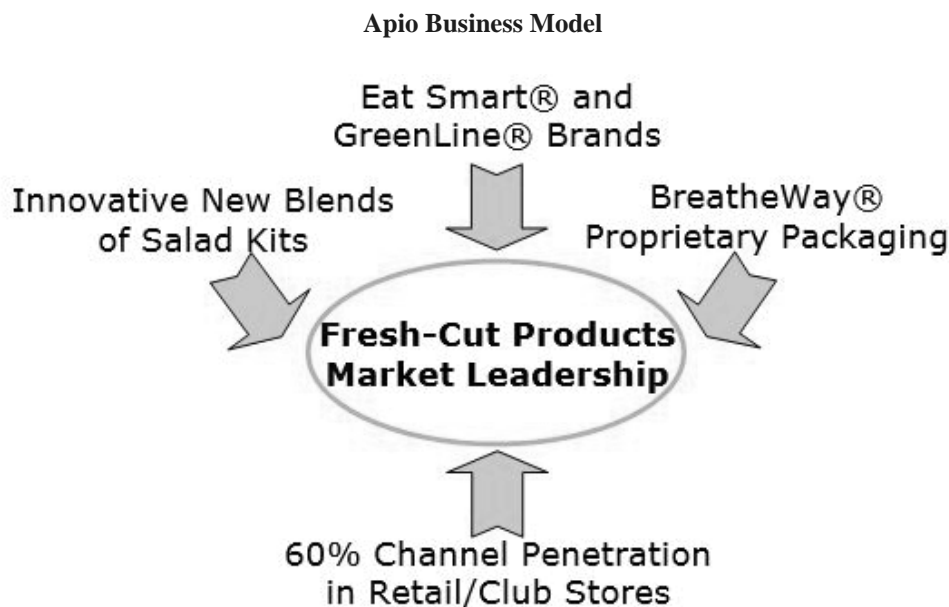 Apio Business Model
Eat Smart® and
GreenLine® Brands
Innovative New Blends
of Salad Kits
BreatheWay®
Proprietary Packaging
Fresh-Cut Products
Market Leadership
60% Channel Penetration
in Retail/Club Stores